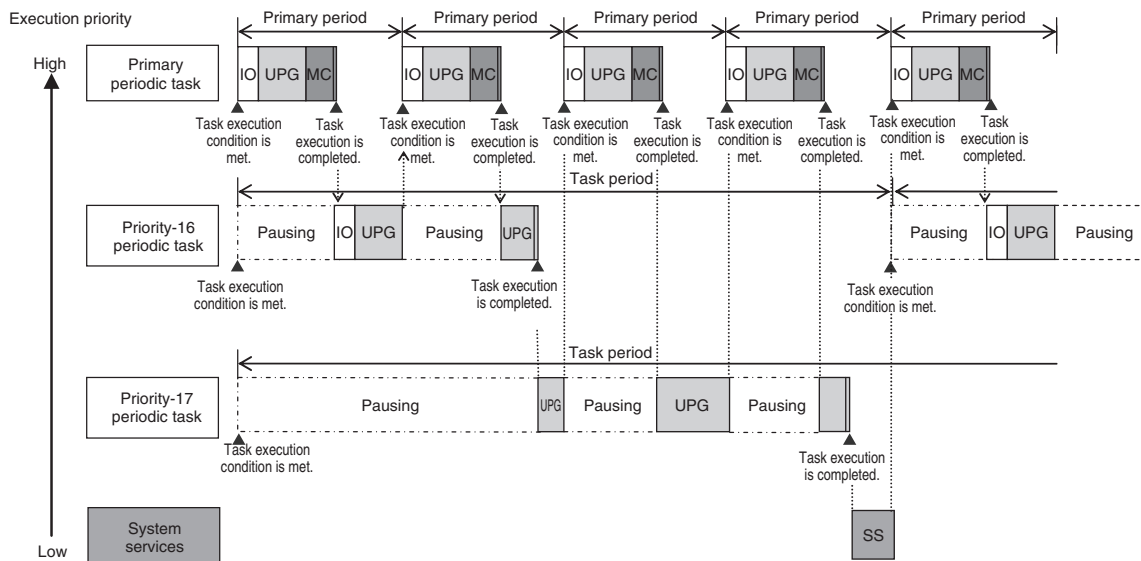 Execution priority
Primary period
Primary period
Primary period
Primary period
Primary period
High
Primary
periodic task
IO UPG MC
IO UPG MC
IO UPG MC
IO UPG MC
IO UPG MC
Task execution
condition is
met.
Task
execution is
completed.
Task execution
condition is
met.
Task
execution is
completed.
Task execution
condition is
met.
Task
execution is
completed.
Task execution
condition is
met.
Task
execution is
completed.
Task execution
condition is
met.
Task
execution is
completed.
Task period
Priority-16
periodic task
Pausing
IO UPG
Pausing
UPG
Pausing
IO UPG
Pausing
Task execution
condition is met.
Task execution
is completed.
Task execution
condition is met.
Task period
Priority-17
periodic task
Pausing
UPG
Pausing
UPG
Pausing
Task execution
condition is met.
Task execution
is completed.
System
services
SS
Low